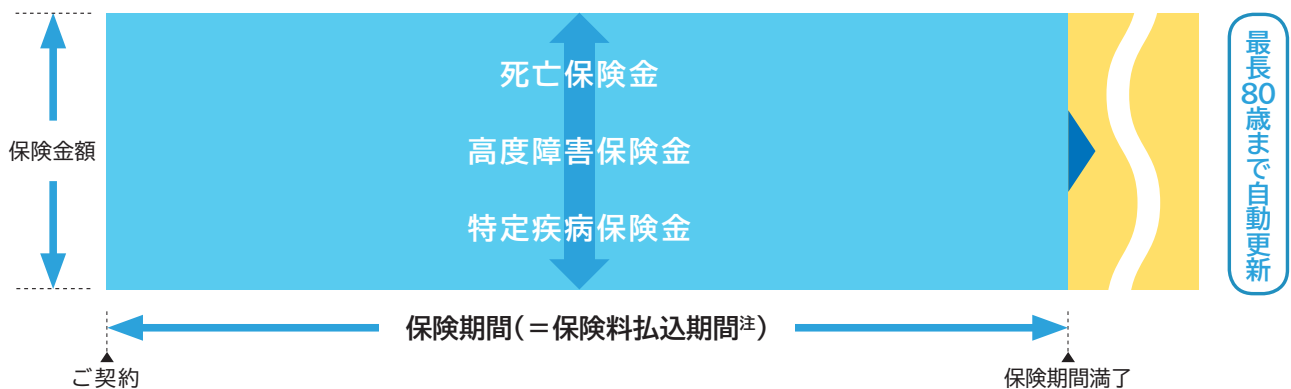 死亡保険金
高度障害保険金
特定疾病保険金
保険金額
最長80歳まで自動更新
保険期間(=保険料払込期間注)
ご契約
保険期間満了